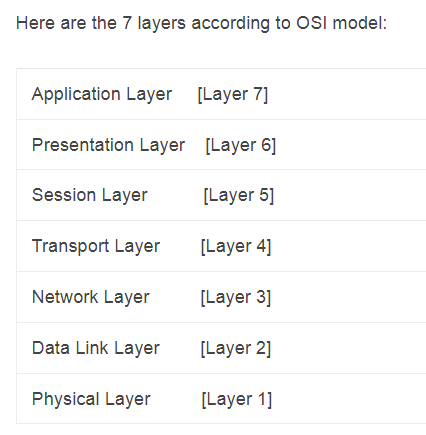 Here are the 7 layers according to OSI model:
Application Layer [Layer 7]
Presentation Layer [Layer 6]
Session Layer [Layer 5]
Transport Layer [Layer 4]
Network Layer [Layer 3]
Data Link Layer [Layer 2]
Physical Layer [Layer 1]